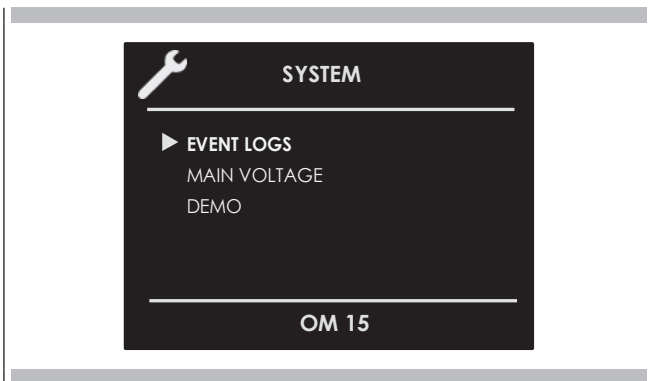 SYSTEM
EVENT LOGS
MAIN VOLTAGE
DEMO
OM 15